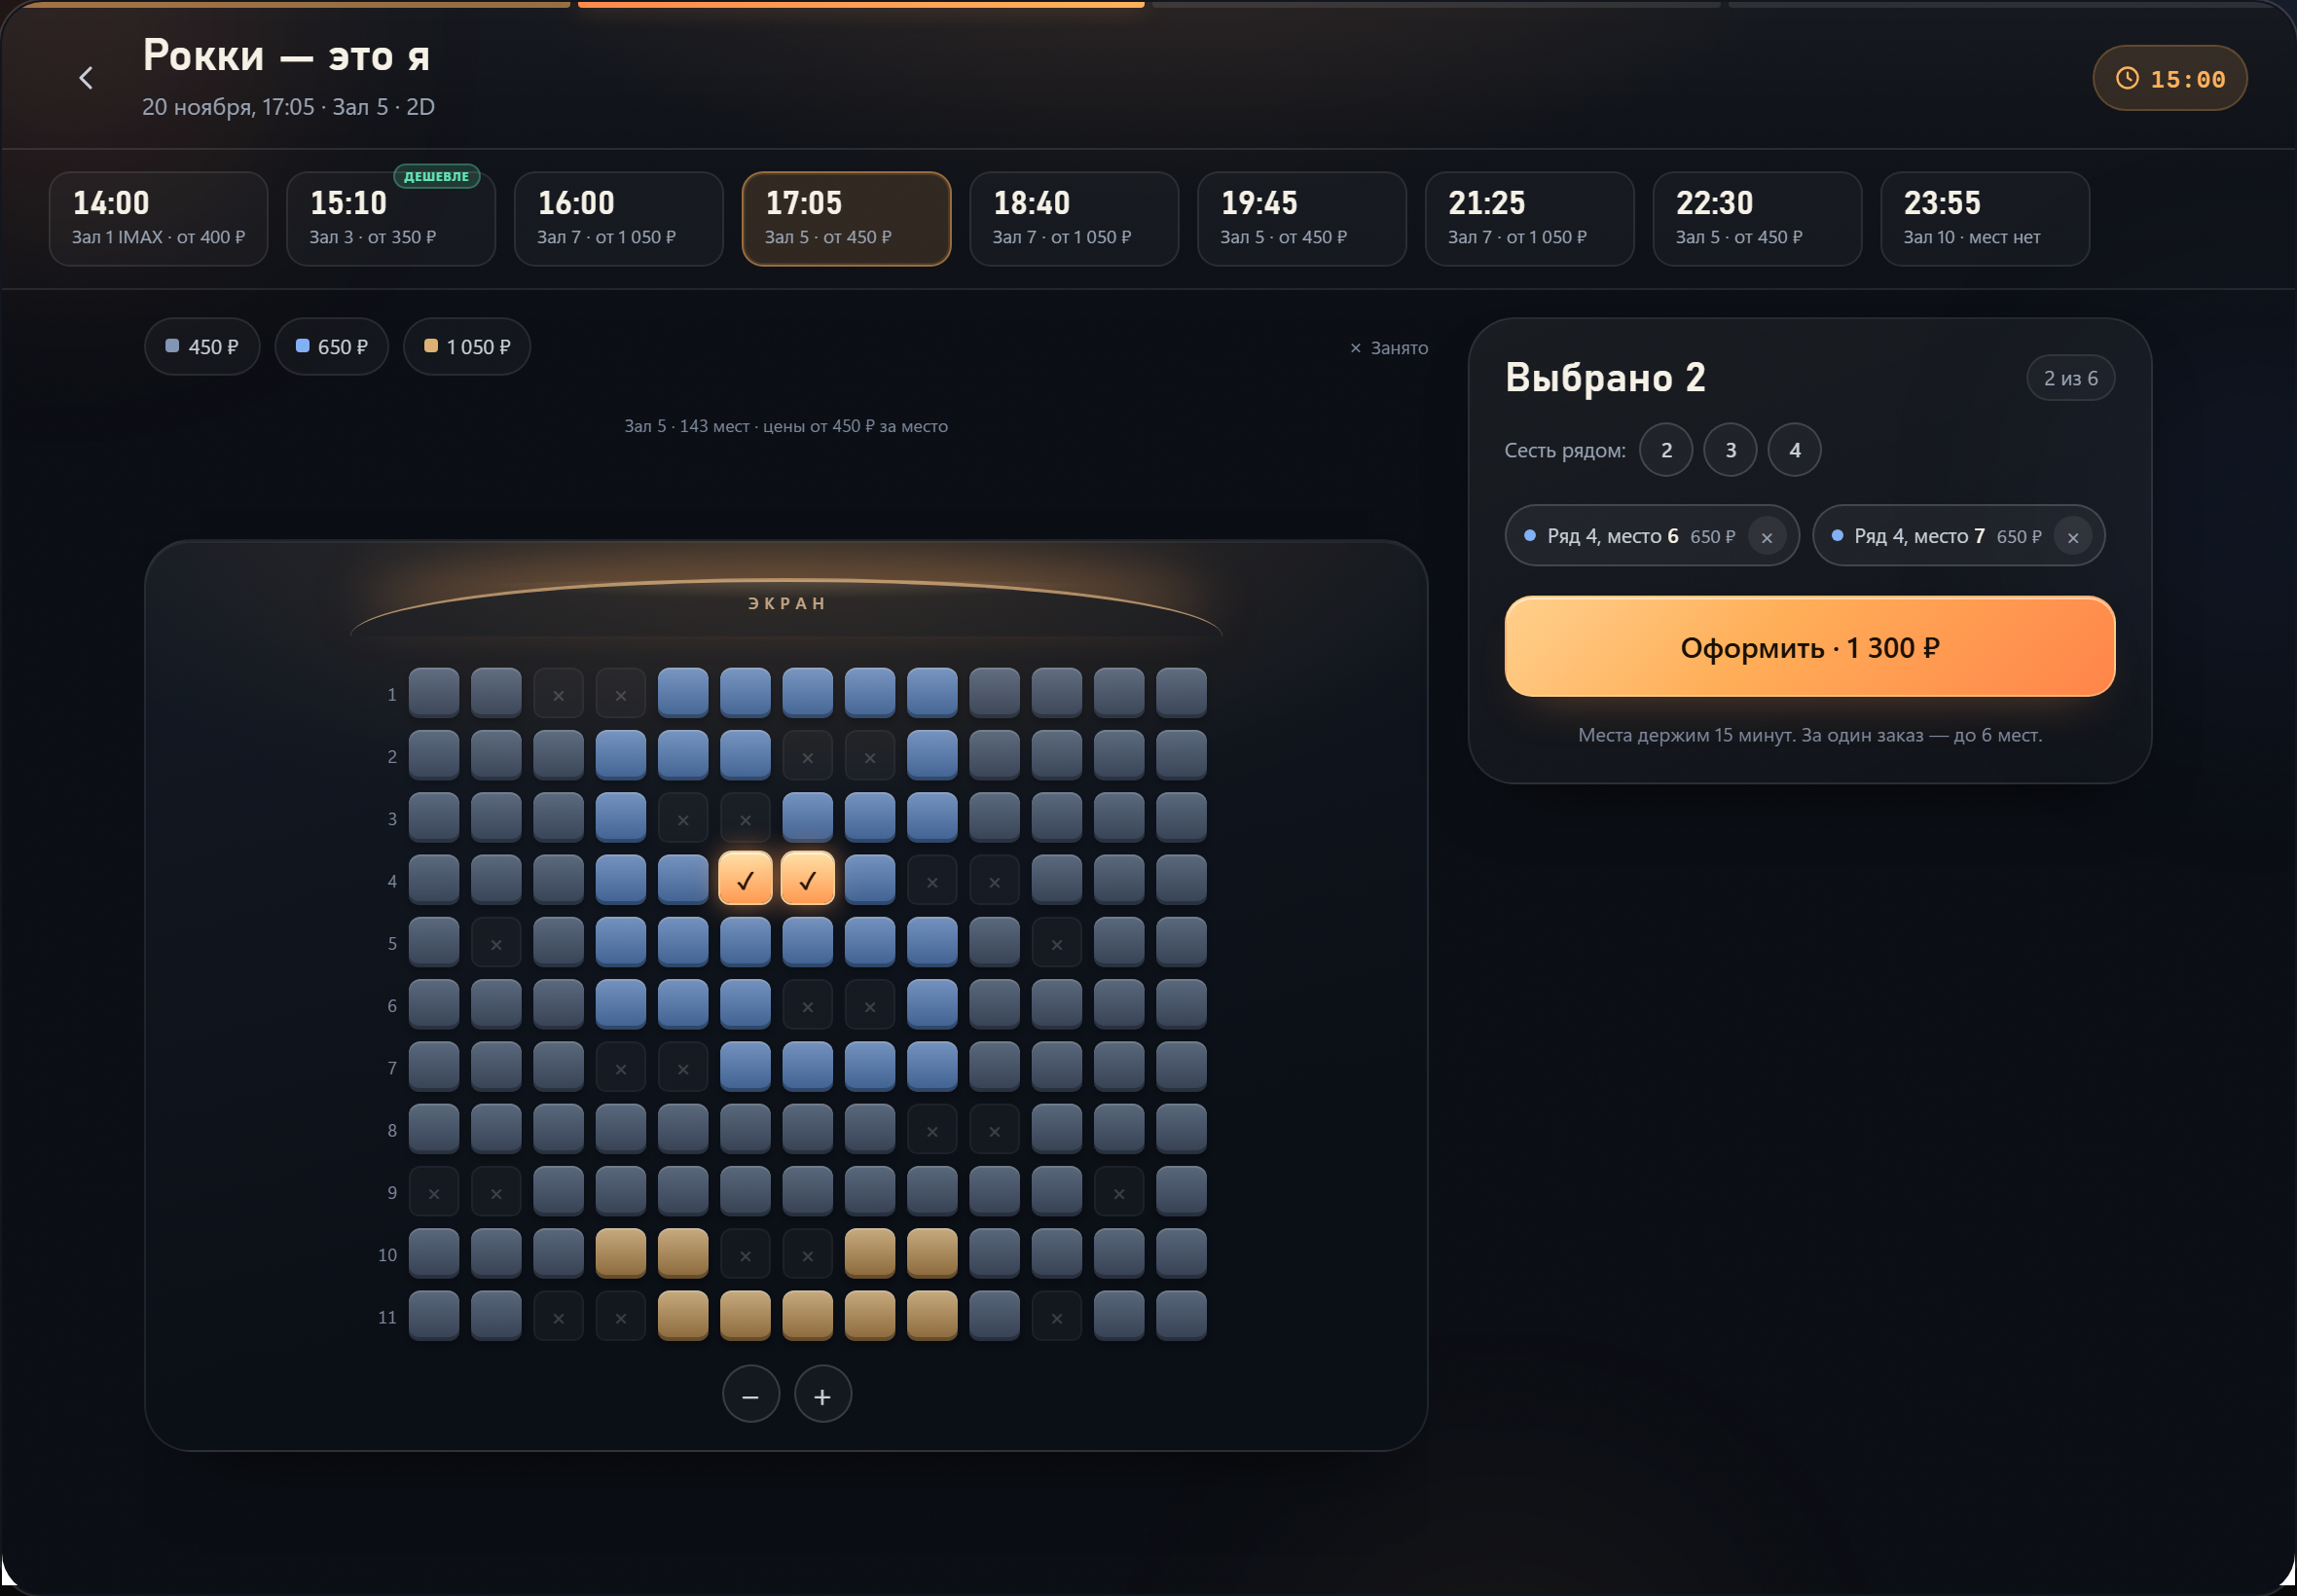 Рокки — это я
20 ноября, 17:05 · Зал 5 · 2D
15:00
14:00
Зал 1 IMAX · от 400 ₽
ДЕШЕВЛЕ
15:10
Зал 3 · от 350 ₽
16:00
Зал 7 · от 1 050 ₽
17:05
Зал 5 · от 450 ₽
18:40
Зал 7 · от 1 050 ₽
19:45
Зал 5 · от 450 ₽
21:25
Зал 7 · от 1 050 ₽
22:30
Зал 5 · от 450 ₽
23:55
Зал 10 · мест нет
450 ₽
650 ₽
1 050 ₽
× Занято
Зал 5 · 143 мест · цены от 450 ₽ за место
ЭКРАН
1
2
3
4
5
6
7
8
9
10
11
− +
Выбрано 2
2 из 6
Сесть рядом: 2 3 4
Ряд 4, место 6 650 ₽ ×
Ряд 4, место 7 650 ₽ ×
Оформить · 1 300 ₽
Места держим 15 минут. За один заказ — до 6 мест.